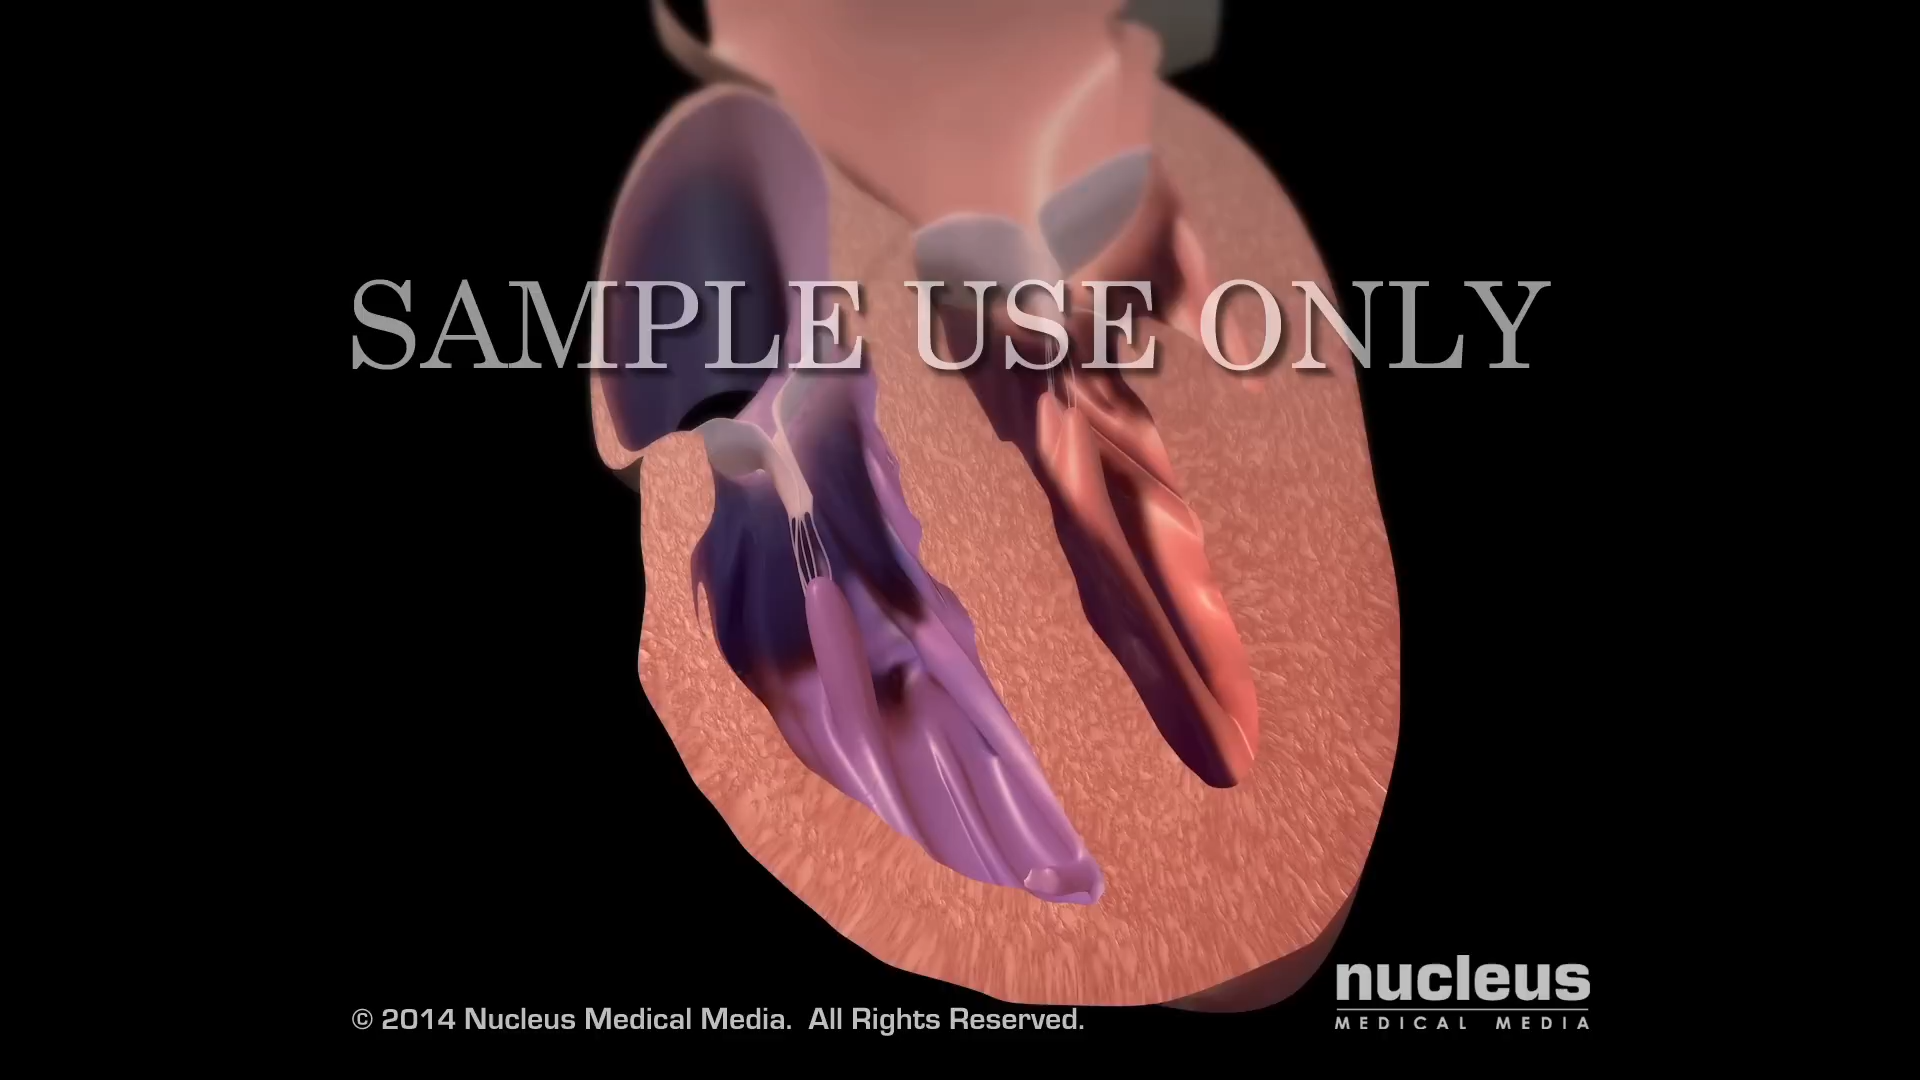 SAMPLE USE ONLY
© 2014 Nucleus Medical Media. All Rights Reserved.
nucleus
MEDICAL MEDIA